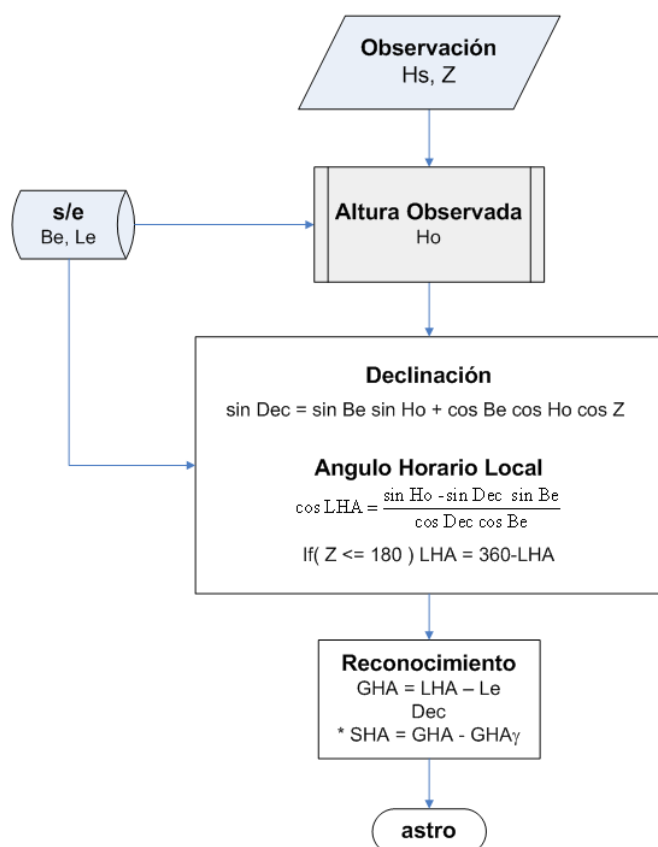 Observación
Hs, Z
s/e
Be, Le
Altura Observada
Ho
Declinación
sin Dec = sin Be sin Ho + cos Be cos Ho cos Z
Angulo Horario Local
cos LHA = (sin Ho -sin Dec sin Be) / (cos Dec cos Be)
If( Z <= 180 ) LHA = 360-LHA
Reconocimiento
GHA = LHA – Le
Dec
* SHA = GHA - GHAγ
astro